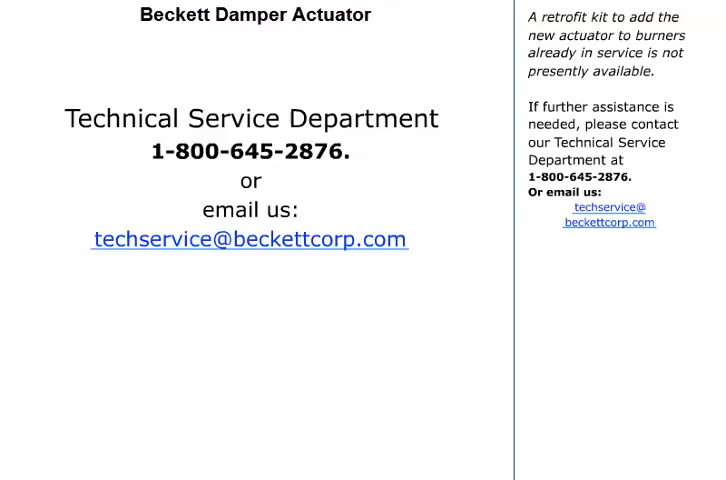 Beckett Damper Actuator
Technical Service Department
1-800-645-2876.
or
email us:
techservice@beckettcorp.com
A retrofit kit to add the
new actuator to burners
already in service is not
presently available.
If further assistance is
needed, please contact
our Technical Service
Department at
1-800-645-2876.
Or email us:
techservice@
beckettcorp.com